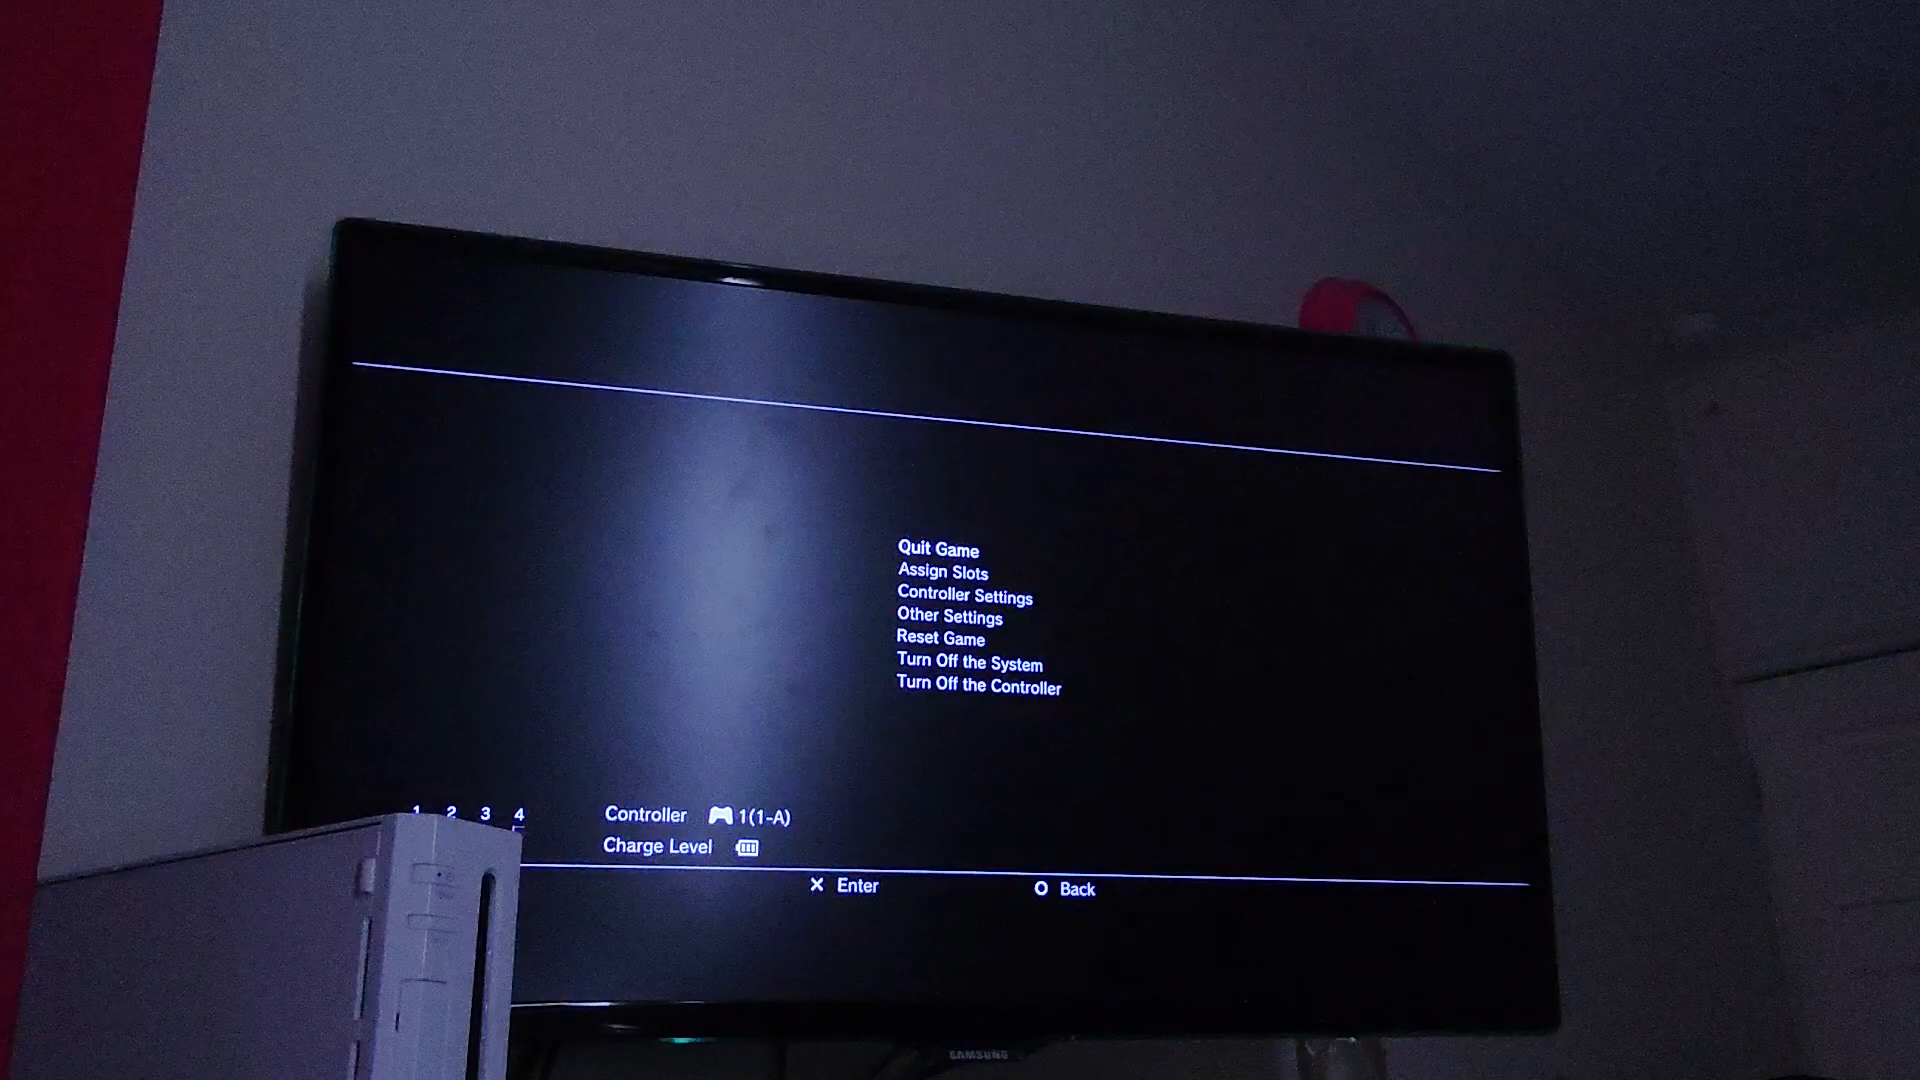 Quit Game
Assign Slots
Controller Settings
Other Settings
Reset Game
Turn Off the System
Turn Off the Controller
1 2 3 4
Controller 1(1-A)
Charge Level
X Enter O Back
SAMSUNG